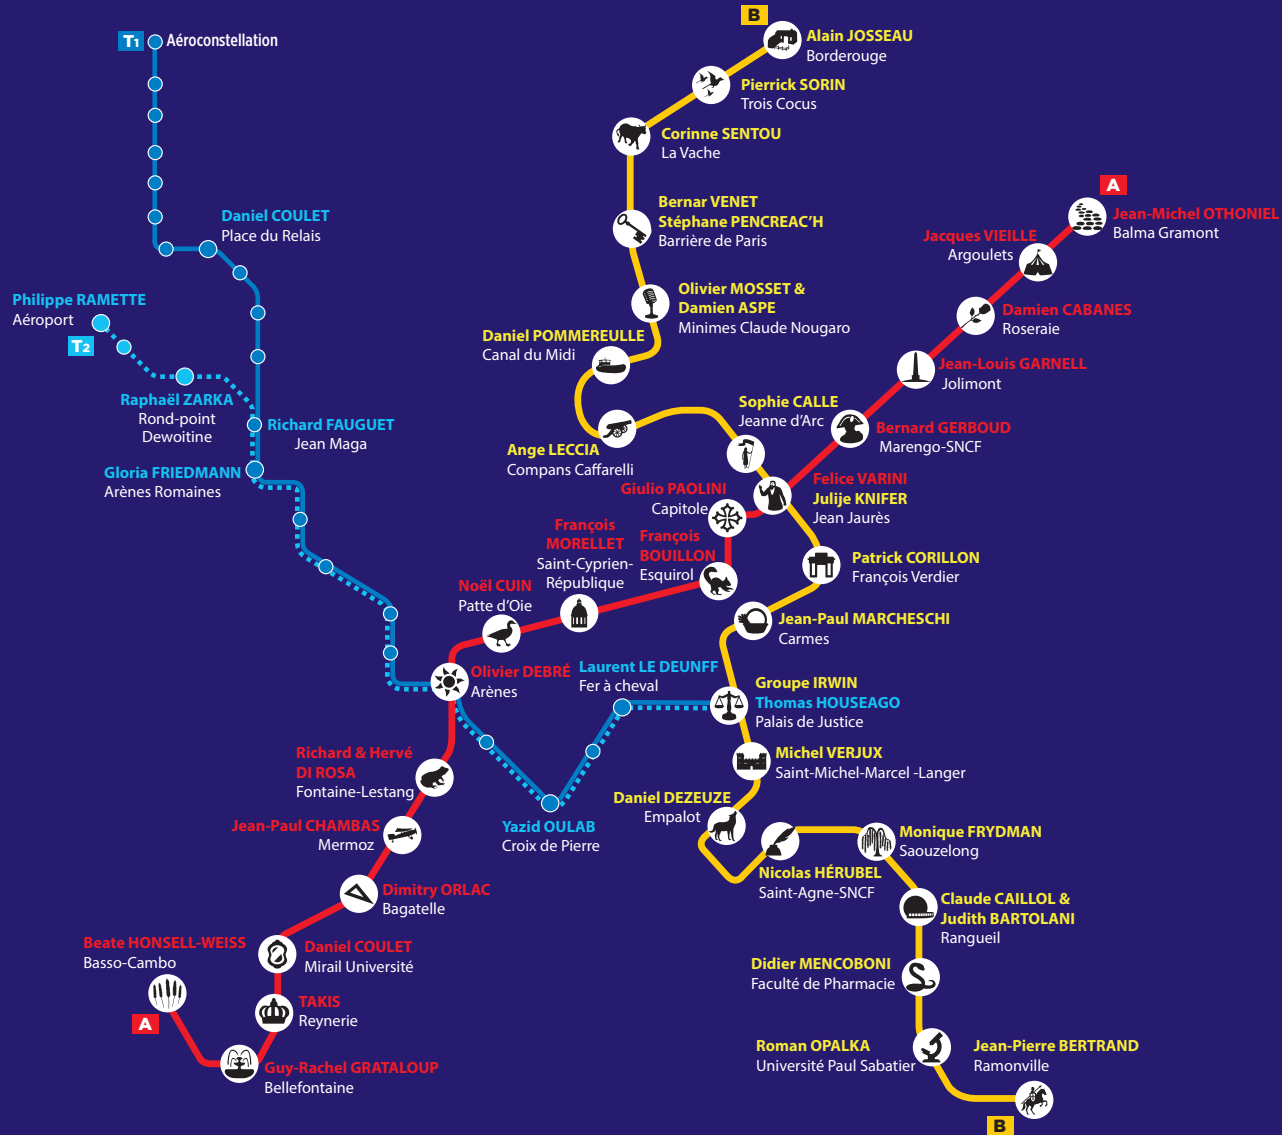 T1
Aéroconstellation
Daniel COULET
Place du Relais
Philippe RAMETTE
Aéroport
T2
Raphaël ZARKA
Rond-point
Dewoitine
Richard FAUGUET
Jean Maga
Gloria FRIEDMANN
Arènes Romaines
B
Alain JOSSEAU
Borderouge
Pierrick SORIN
Trois Cocus
Corinne SENTOU
La Vache
Bernar VENET
Stéphane PENCREAC'H
Barrière de Paris
Olivier MOSSET &
Damien ASPE
Minimes Claude Nougaro
Daniel POMMEREULLE
Canal du Midi
Ange LECCIA
Compans Caffarelli
Sophie CALLE
Jeanne d'Arc
A
Jean-Michel OTHONIEL
Balma Gramont
Jacques VIEILLE
Argoulets
Damien CABANES
Roseraie
Jean-Louis GARNELL
Jolimont
Bernard GERBOUD
Marengo-SNCF
Felice VARINI
Julije KNIFER
Jean Jaurès
Giulio PAOLINI
Capitole
François
BOUILLON
Esquirol
François
MORELLET
Saint-Cyprien-
République
Noël CUIN
Patte d'Oie
Olivier DEBRÉ
Arènes
Patrick CORILLON
François Verdier
Jean-Paul MARCHESCHI
Carmes
Laurent LE DEUNFF
Fer à cheval
Groupe IRWIN
Thomas HOUSEAGO
Palais de Justice
Michel VERJUX
Saint-Michel-Marcel -Langer
Yazid OULAB
Croix de Pierre
Daniel DEZEUZE
Empalot
Nicolas HÉRUBEL
Saint-Agne-SNCF
Monique FRYDMAN
Saouzelong
Claude CAILLOL &
Judith BARTOLANI
Rangueil
Didier MENCOBONI
Faculté de Pharmacie
Roman OPALKA
Université Paul Sabatier
Jean-Pierre BERTRAND
Ramonville
B
Richard & Hervé
DI ROSA
Fontaine-Lestang
Jean-Paul CHAMBAS
Mermoz
Dimitry ORLAC
Bagatelle
Daniel COULET
Mirail Université
TAKIS
Reynerie
Guy-Rachel GRATALOUP
Bellefontaine
Beate HONSELL-WEISS
Basso-Cambo
A